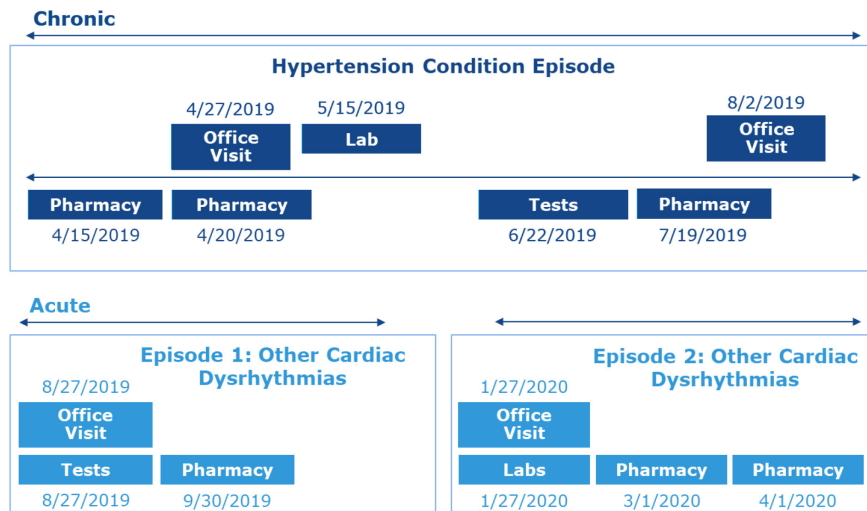 Chronic
Hypertension Condition Episode
4/27/2019
5/15/2019
8/2/2019
Office
Visit
Lab
Office
Visit
Pharmacy
Pharmacy
Tests
Pharmacy
4/15/2019
4/20/2019
6/22/2019
7/19/2019
Acute
Episode 1: Other Cardiac
Dysrhythmias
8/27/2019
Office
Visit
Tests
Pharmacy
8/27/2019
9/30/2019
Episode 2: Other Cardiac
Dysrhythmias
1/27/2020
Office
Visit
Labs
Pharmacy
Pharmacy
1/27/2020
3/1/2020
4/1/2020